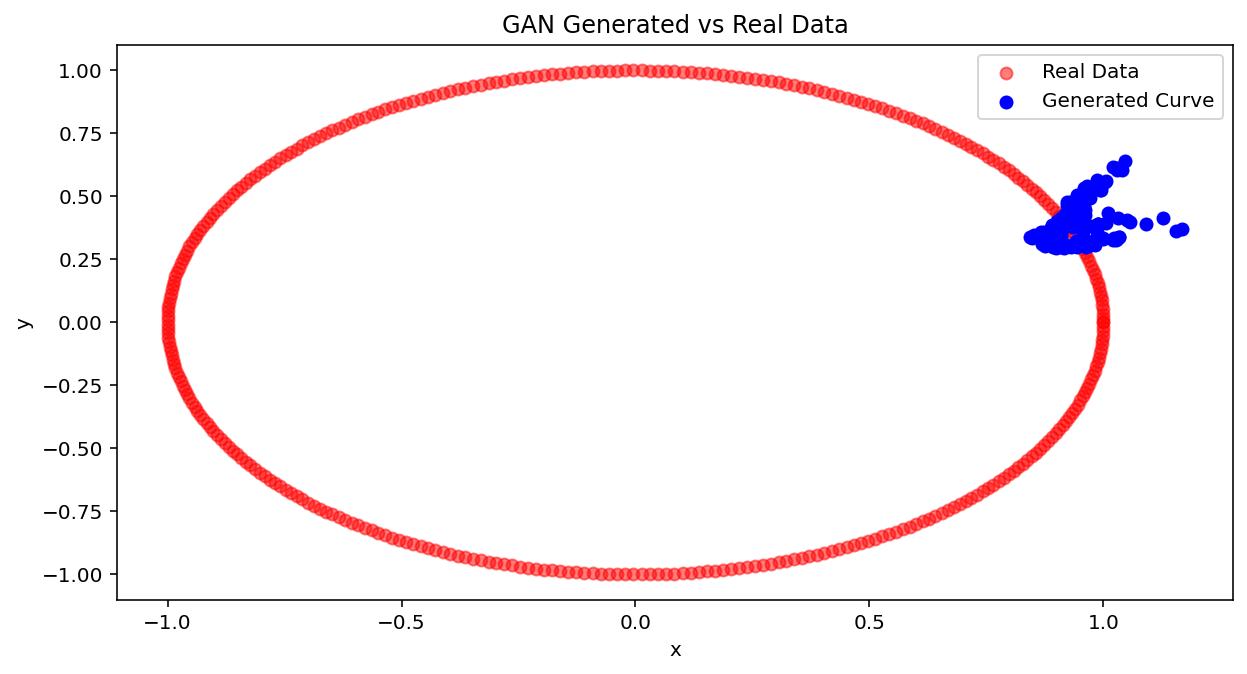 GAN Generated vs Real Data
Real Data
Generated Curve
1.00
0.75
0.50
0.25
0.00
−0.25
−0.50
−0.75
−1.00
y
−1.0 −0.5 0.0 0.5 1.0
x